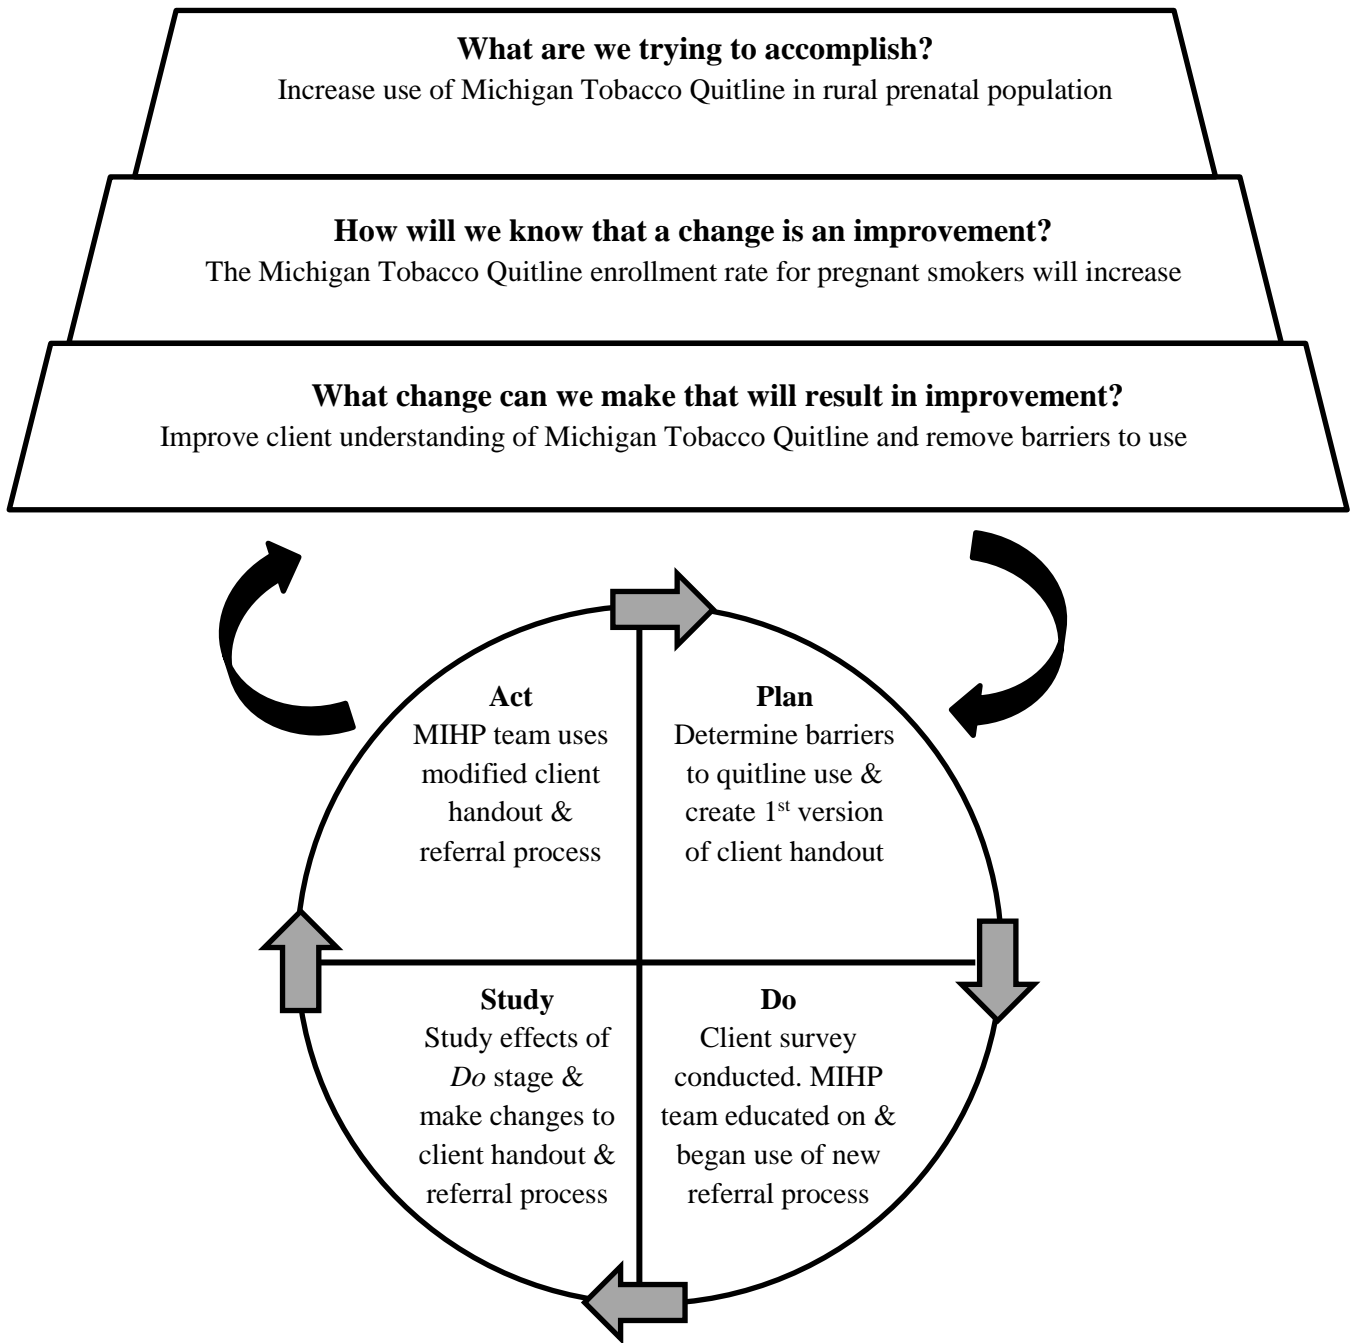 What are we trying to accomplish?
Increase use of Michigan Tobacco Quitline in rural prenatal population
How will we know that a change is an improvement?
The Michigan Tobacco Quitline enrollment rate for pregnant smokers will increase
What change can we make that will result in improvement?
Improve client understanding of Michigan Tobacco Quitline and remove barriers to use
Act
MIHP team uses
modified client
handout &
referral process
Plan
Determine barriers
to quitline use &
create 1st version
of client handout
Study
Study effects of
Do stage &
make changes to
client handout &
referral process
Do
Client survey
conducted. MIHP
team educated on &
began use of new
referral process